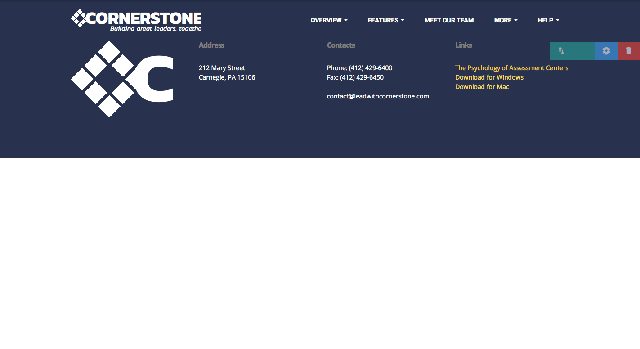 CORNERSTONE
Building great leaders, together
OVERVIEW
FEATURES
MEET OUR TEAM
MORE
HELP
Address
212 Mary Street
Carnegie, PA 15106
Contacts
Phone: (412) 429-6400
Fax: (412) 429-6450
contact@leadwithcornerstone.com
Links
The Psychology of Assessment Centers
Download for Windows
Download for Mac